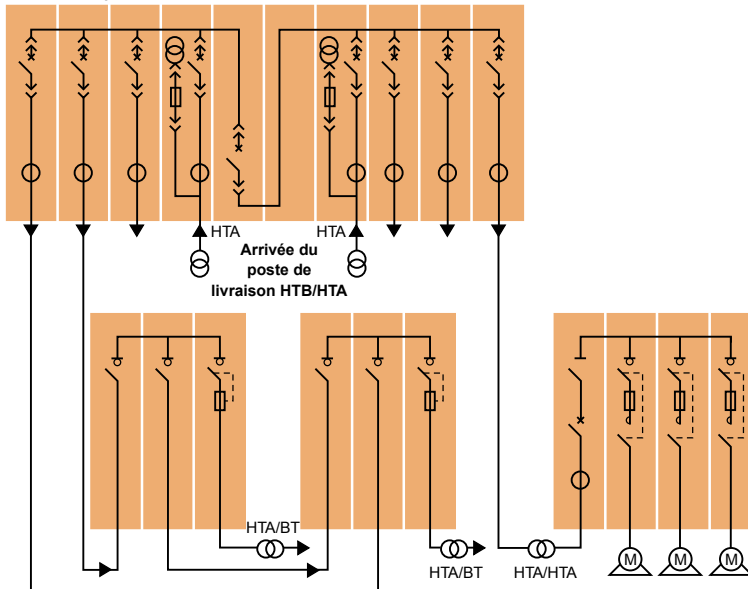 HTA
HTA
Arrivée du
poste de
livraison HTB/HTA
HTA/BT
HTA/BT
HTA/HTA
M
M
M